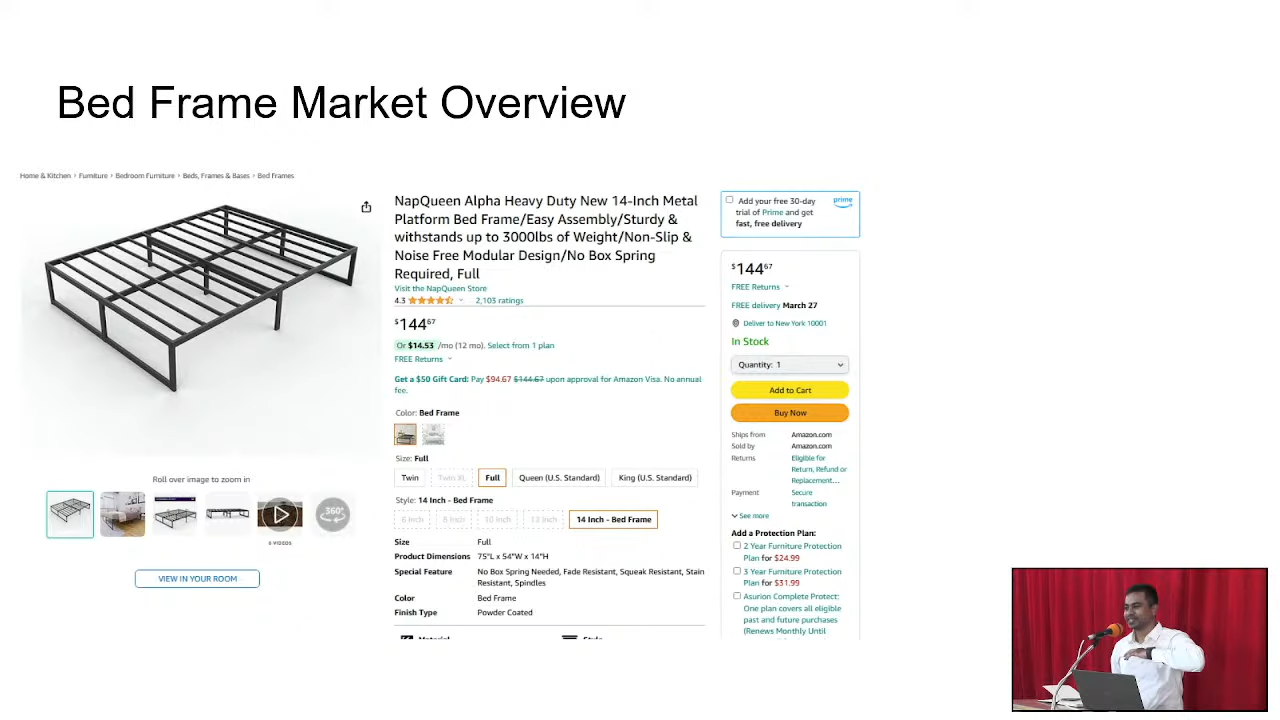 Bed Frame Market Overview
Home & Kitchen › Furniture › Bedroom Furniture › Beds, Frames & Bases › Bed Frames
NapQueen Alpha Heavy Duty New 14-Inch Metal
Platform Bed Frame/Easy Assembly/Sturdy &
withstands up to 3000lbs of Weight/Non-Slip &
Noise Free Modular Design/No Box Spring
Required, Full
Visit the NapQueen Store
4.3
2,103 ratings
$144.67
Or $14.53 /mo (12 mo). Select from 1 plan
FREE Returns
Get a $50 Gift Card: Pay $94.67 $144.67 upon approval for Amazon Visa. No annual
fee.
Color: Bed Frame
Size: Full
Twin
Twin XL
Full
Queen (U.S. Standard)
King (U.S. Standard)
Style: 14 Inch - Bed Frame
6 Inch
8 Inch
10 Inch
12 Inch
14 Inch - Bed Frame
Size Full
Product Dimensions 75"L x 54"W x 14"H
Special Feature No Box Spring Needed, Fade Resistant, Squeak Resistant, Stain
Resistant, Spindles
Color Bed Frame
Finish Type Powder Coated
Material
Style
Roll over image to zoom in
360°
VIEW IN YOUR ROOM
Add your free 30-day
trial of Prime and get
fast, free delivery
prime
$144.67
FREE Returns
FREE delivery March 27
Deliver to New York 10001
In Stock
Quantity: 1
Add to Cart
Buy Now
Ships from Amazon.com
Sold by Amazon.com
Returns Eligible for
Return, Refund or
Replacement...
Payment Secure
transaction
See more
Add a Protection Plan:
2 Year Furniture Protection
Plan for $24.99
3 Year Furniture Protection
Plan for $31.99
Asurion Complete Protect:
One plan covers all eligible
past and future purchases
(Renews Monthly Until